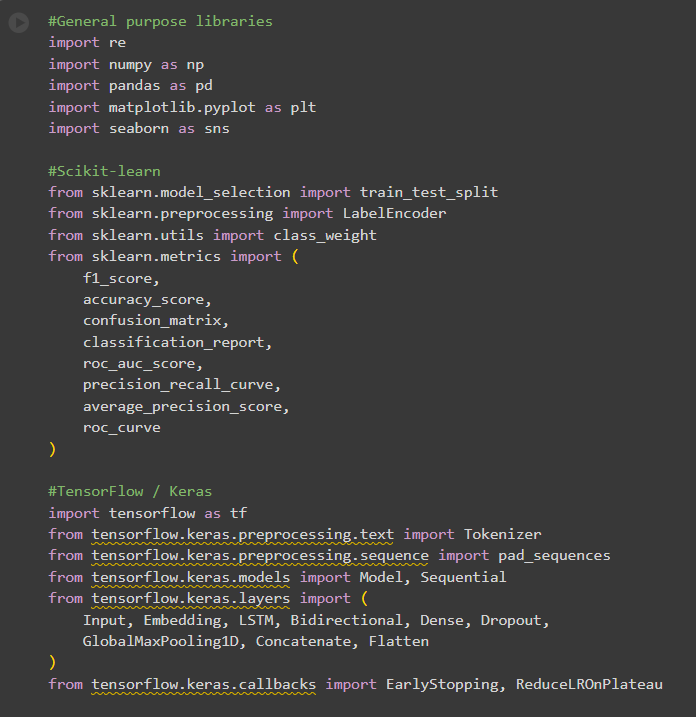 #General purpose libraries
import re
import numpy as np
import pandas as pd
import matplotlib.pyplot as plt
import seaborn as sns

#Scikit-learn
from sklearn.model_selection import train_test_split
from sklearn.preprocessing import LabelEncoder
from sklearn.utils import class_weight
from sklearn.metrics import (
    f1_score,
    accuracy_score,
    confusion_matrix,
    classification_report,
    roc_auc_score,
    precision_recall_curve,
    average_precision_score,
    roc_curve
)

#TensorFlow / Keras
import tensorflow as tf
from tensorflow.keras.preprocessing.text import Tokenizer
from tensorflow.keras.preprocessing.sequence import pad_sequences
from tensorflow.keras.models import Model, Sequential
from tensorflow.keras.layers import (
    Input, Embedding, LSTM, Bidirectional, Dense, Dropout,
    GlobalMaxPooling1D, Concatenate, Flatten
)
from tensorflow.keras.callbacks import EarlyStopping, ReduceLROnPlateau